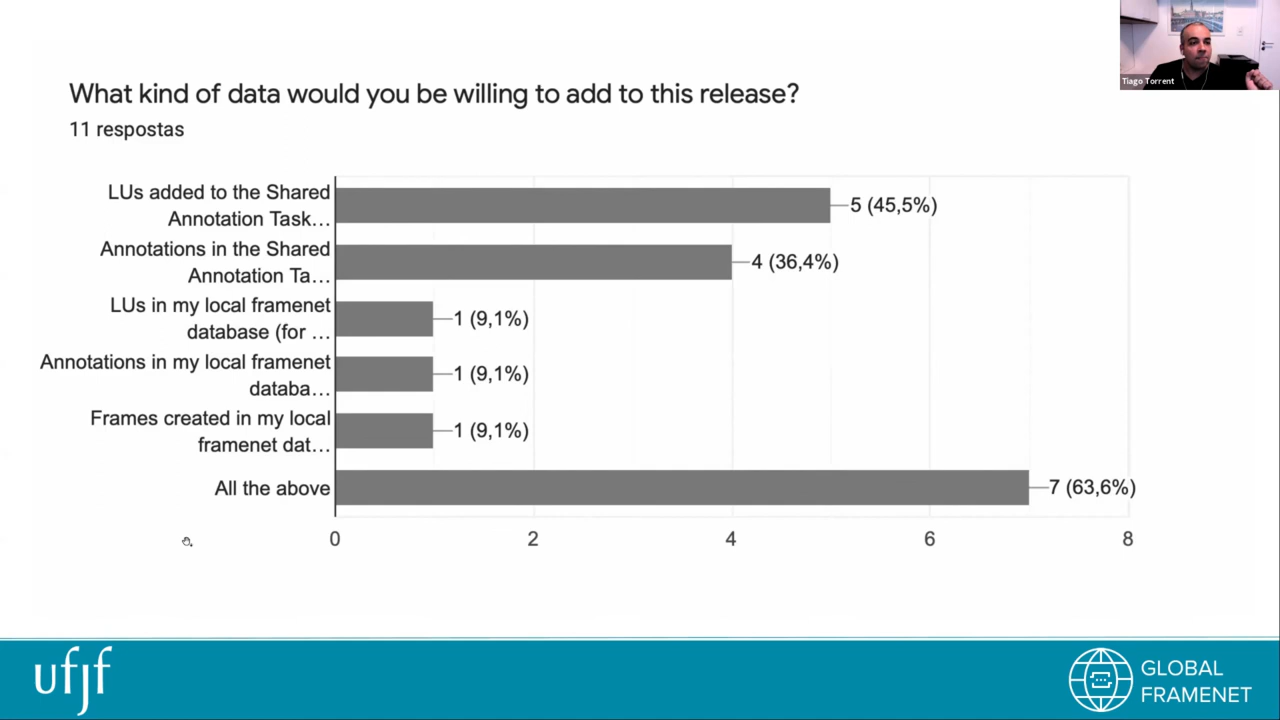 Tiago Torrent
What kind of data would you be willing to add to this release?
11 respostas
LUs added to the Shared
Annotation Task…
5 (45,5%)
Annotations in the Shared
Annotation Ta…
4 (36,4%)
LUs in my local framenet
database (for …
1 (9,1%)
Annotations in my local framenet
databa…
1 (9,1%)
Frames created in my local
framenet dat…
1 (9,1%)
All the above
7 (63,6%)
0 2 4 6 8
ufjf
GLOBAL
FRAMENET